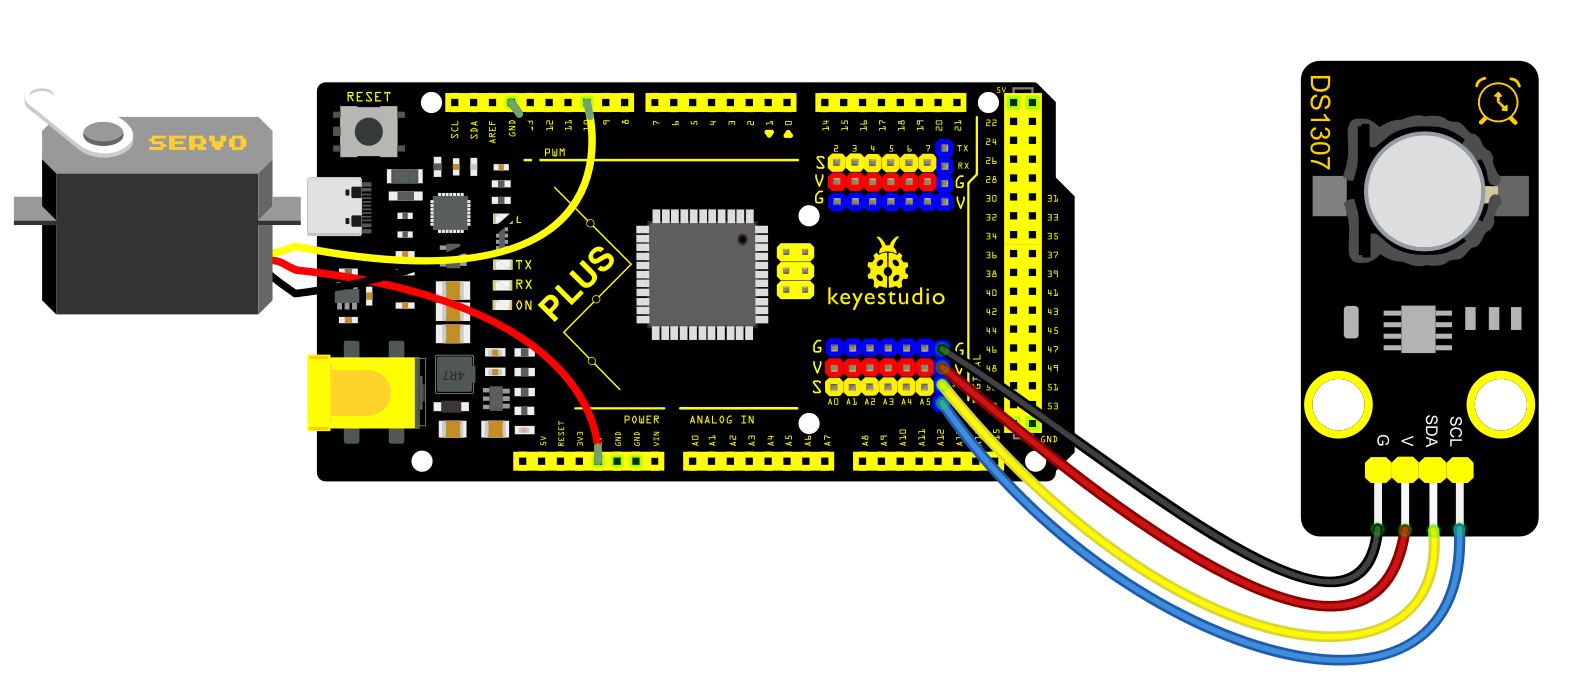 SERVO
RESET
SCL
SDA
AREF
GND
13
12
11
10
9
8
7
6
5
4
3
2
1
0
14
15
16
17
18
19
20
21
5V
PWM
2
3
4
5
6
7
TX
RX
G
V
S
V
G
22
24
26
28
30
32
34
36
38
40
42
44
46
31
33
35
37
39
41
43
45
47
49
51
53
GND
L
TX
RX
ON
PLUS
keyestudio
4R7
G
V
S
G
A0
A1
A2
A3
A4
A5
POWER
ANALOG IN
5V
RESET
3V3
GND
GND
VIN
A0
A1
A2
A3
A4
A5
A6
A7
A8
A9
A10
A11
A12
DS1307
G
V
SDA
SCL